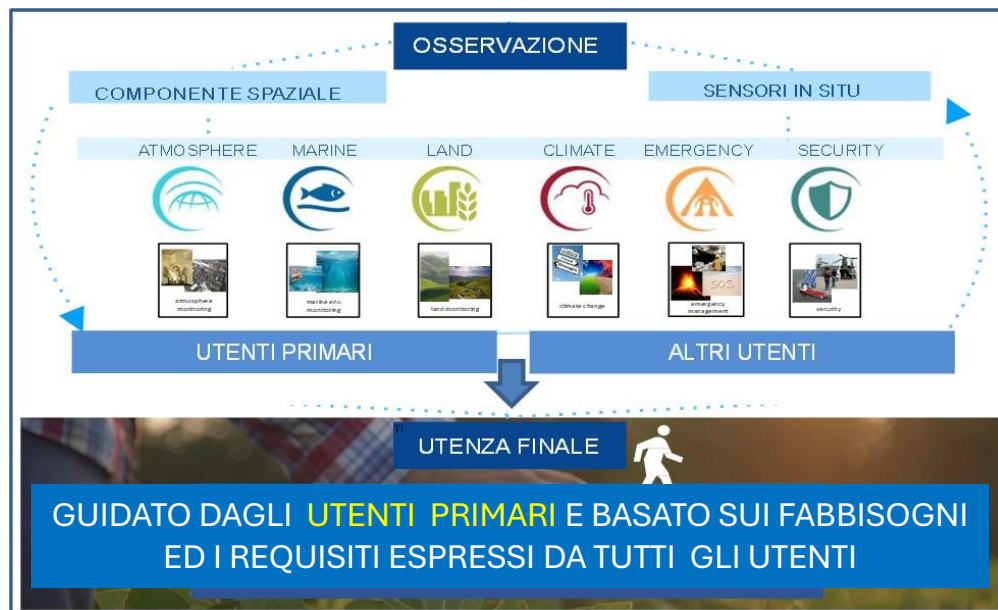 OSSERVAZIONE
COMPONENTE SPAZIALE
SENSORI IN SITU
ATMOSPHERE MARINE LAND CLIMATE EMERGENCY SECURITY
atmosphere
monitoring
marine env.
monitoring
land monitoring
climate change
SOS
emergency
management
security
UTENTI PRIMARI
ALTRI UTENTI
TI
UTENZA FINALE
GUIDATO DAGLI UTENTI PRIMARI E BASATO SUI FABBISOGNI
ED I REQUISITI ESPRESSI DA TUTTI GLI UTENTI